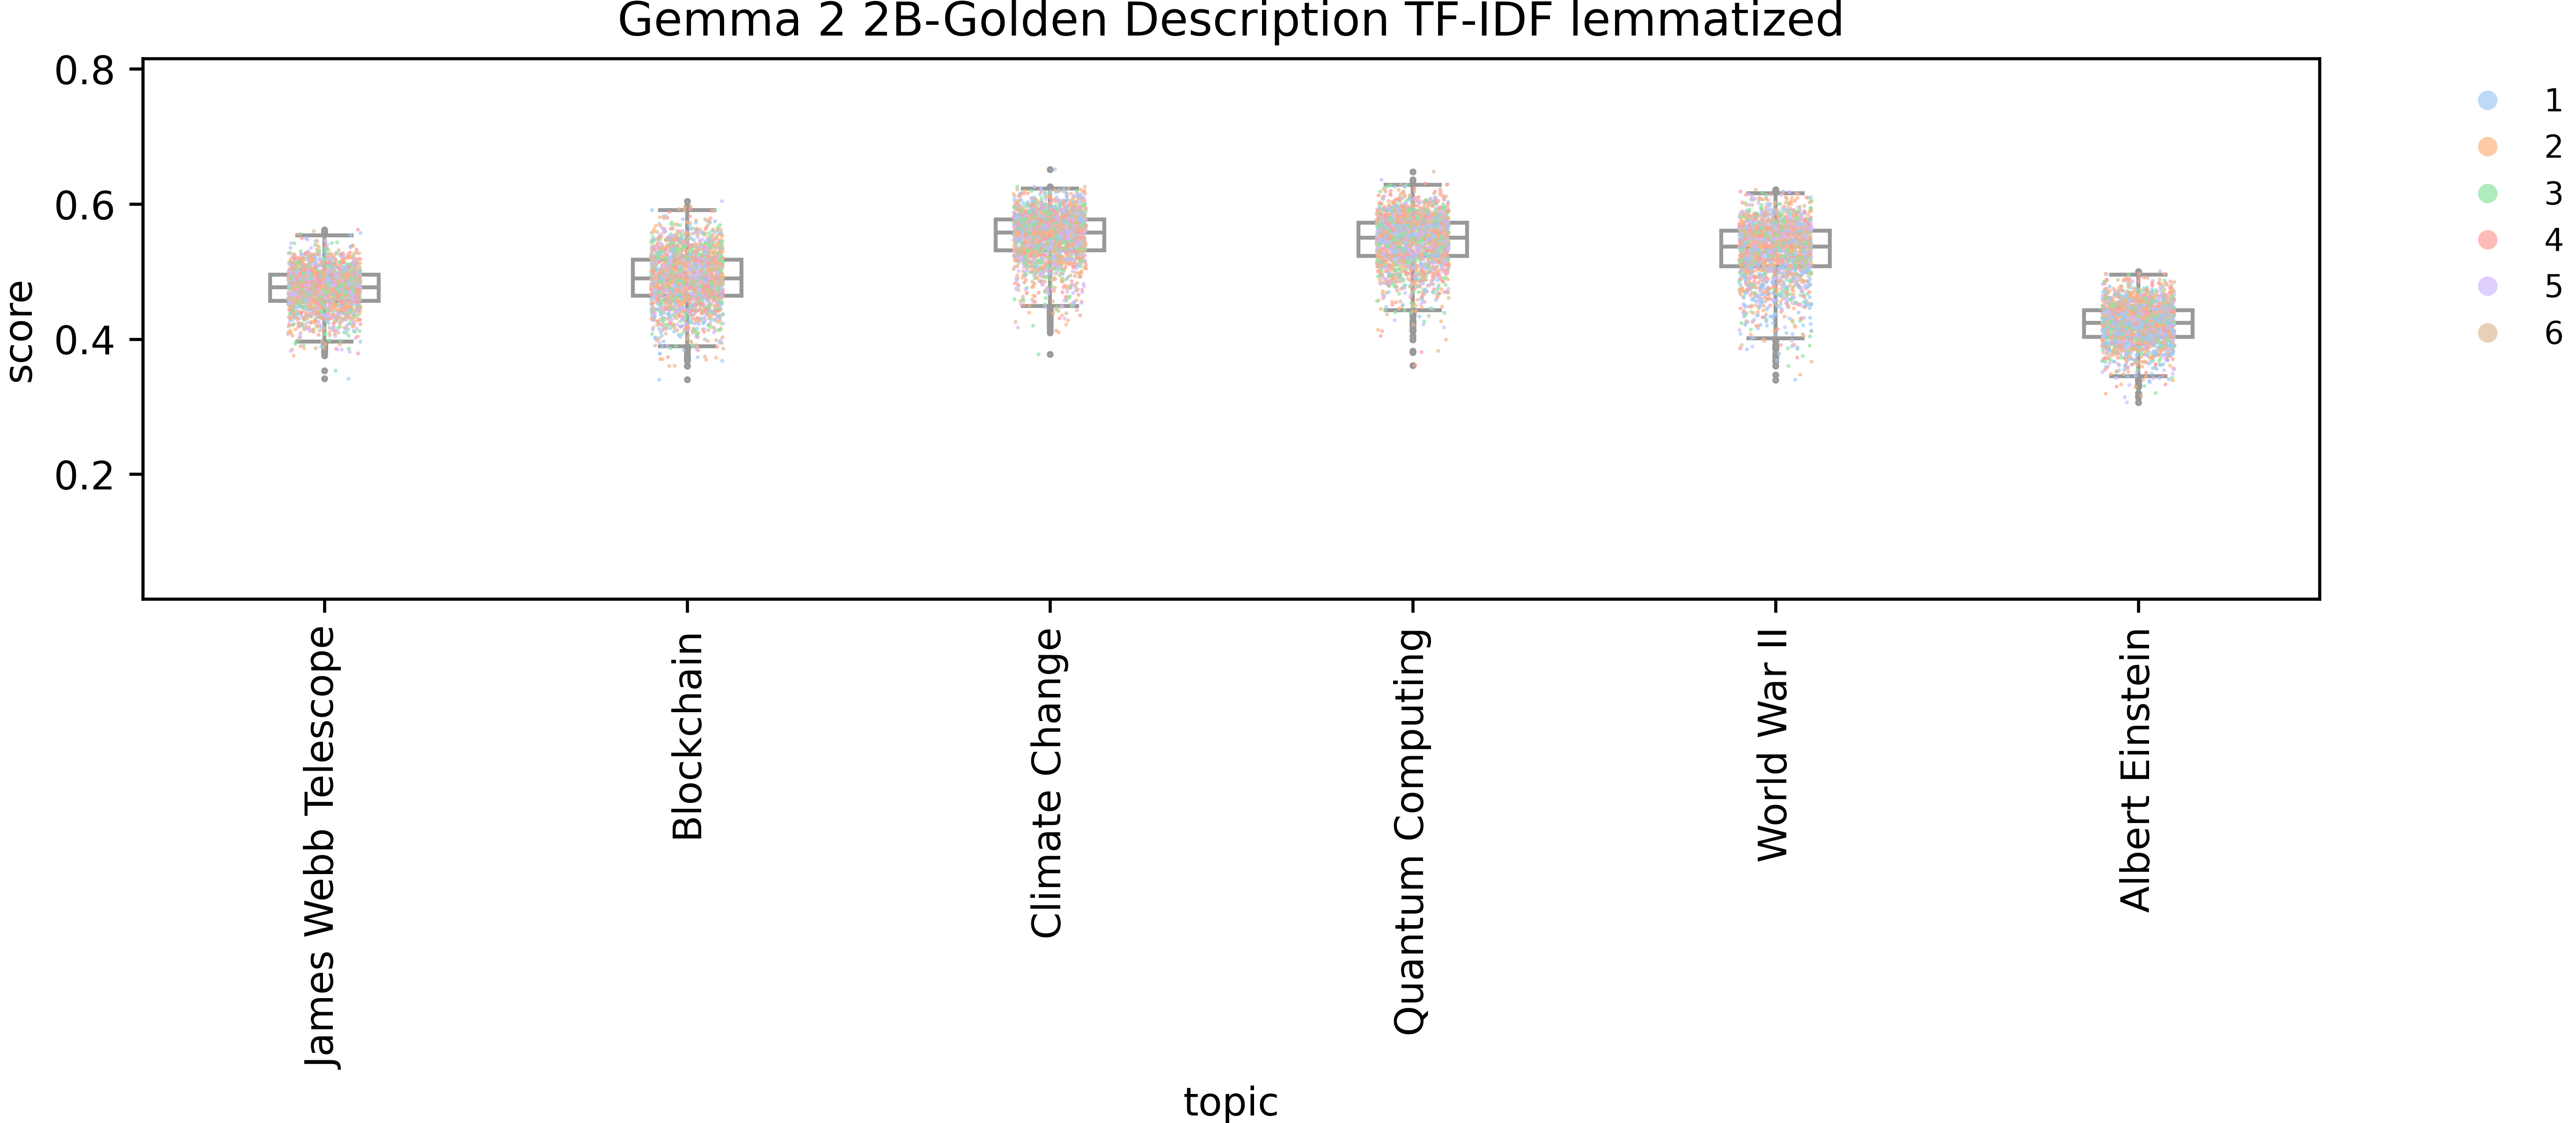 Gemma 2 2B-Golden Description TF-IDF lemmatized
0.8
0.6
0.4
0.2
score
1
2
3
4
5
6
James Webb Telescope
Blockchain
Climate Change
Quantum Computing
World War II
Albert Einstein
topic